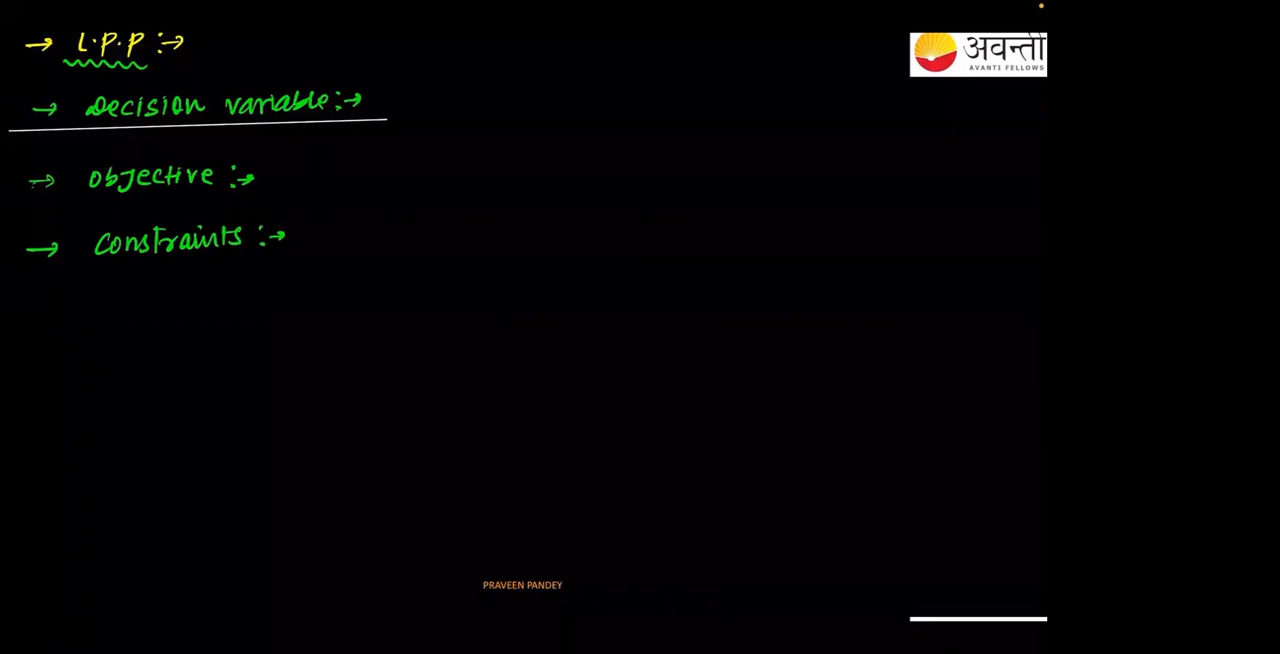 → L.P.P :→
अवन्ती
AVANTI FELLOWS
→ Decision variable :→
→ Objective :→
→ Constraints :→
PRAVEEN PANDEY